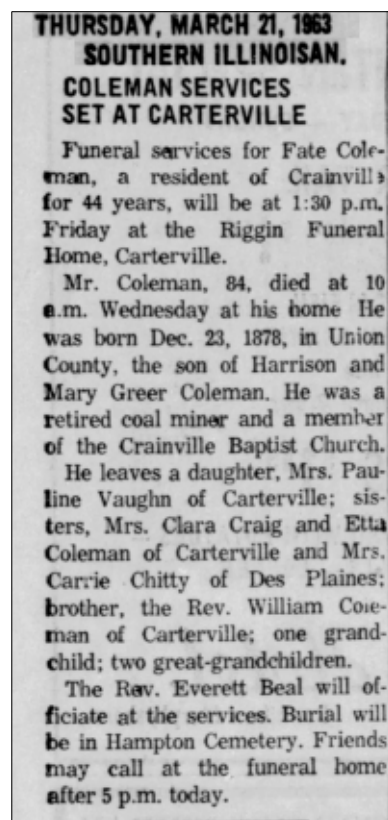 THURSDAY, MARCH 21, 1963
SOUTHERN ILLINOISAN.
COLEMAN SERVICES
SET AT CARTERVILLE
Funeral services for Fate Cole-
man, a resident of Crainville
for 44 years, will be at 1:30 p.m.
Friday at the Riggin Funeral
Home, Carterville.
Mr. Coleman, 84, died at 10
a.m. Wednesday at his home He
was born Dec. 23, 1878, in Union
County, the son of Harrison and
Mary Greer Coleman. He was a
retired coal miner and a member
of the Crainville Baptist Church.
He leaves a daughter, Mrs. Pau-
line Vaughn of Carterville; sis-
ters, Mrs. Clara Craig and Etta
Coleman of Carterville and Mrs.
Carrie Chitty of Des Plaines;
brother, the Rev. William Cole-
man of Carterville; one grand-
child; two great-grandchildren.
The Rev. Everett Beal will of-
ficiate at the services. Burial will
be in Hampton Cemetery. Friends
may call at the funeral home
after 5 p.m. today.